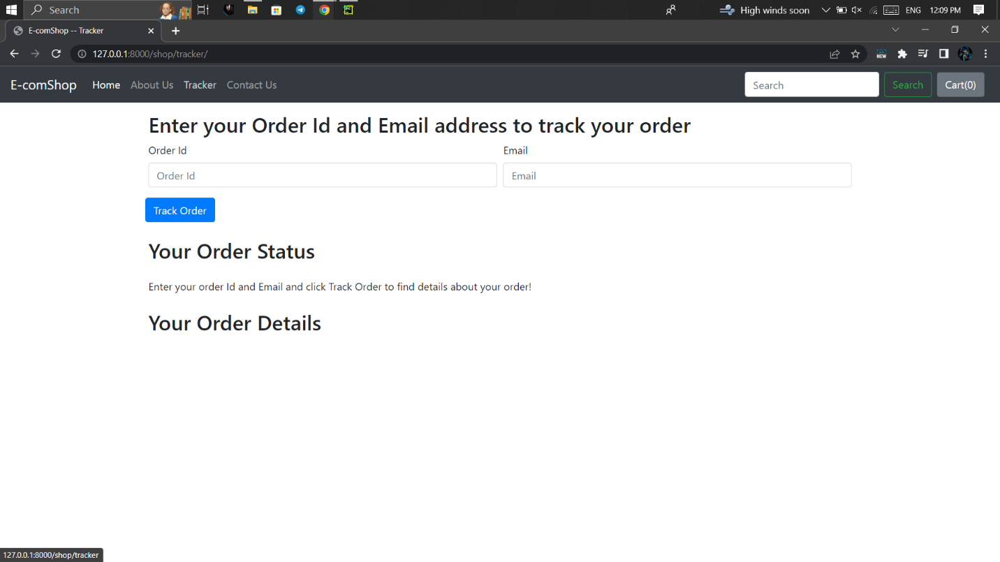 Search High winds soon ENG 12:09 PM
E-comShop -- Tracker
127.0.0.1:8000/shop/tracker/ NEW
E-comShop Home About Us Tracker Contact Us Search Search Cart(0)
Enter your Order Id and Email address to track your order
Order Id Email
Order Id Email
Track Order
Your Order Status
Enter your order Id and Email and click Track Order to find details about your order!
Your Order Details
127.0.0.1:8000/shop/tracker